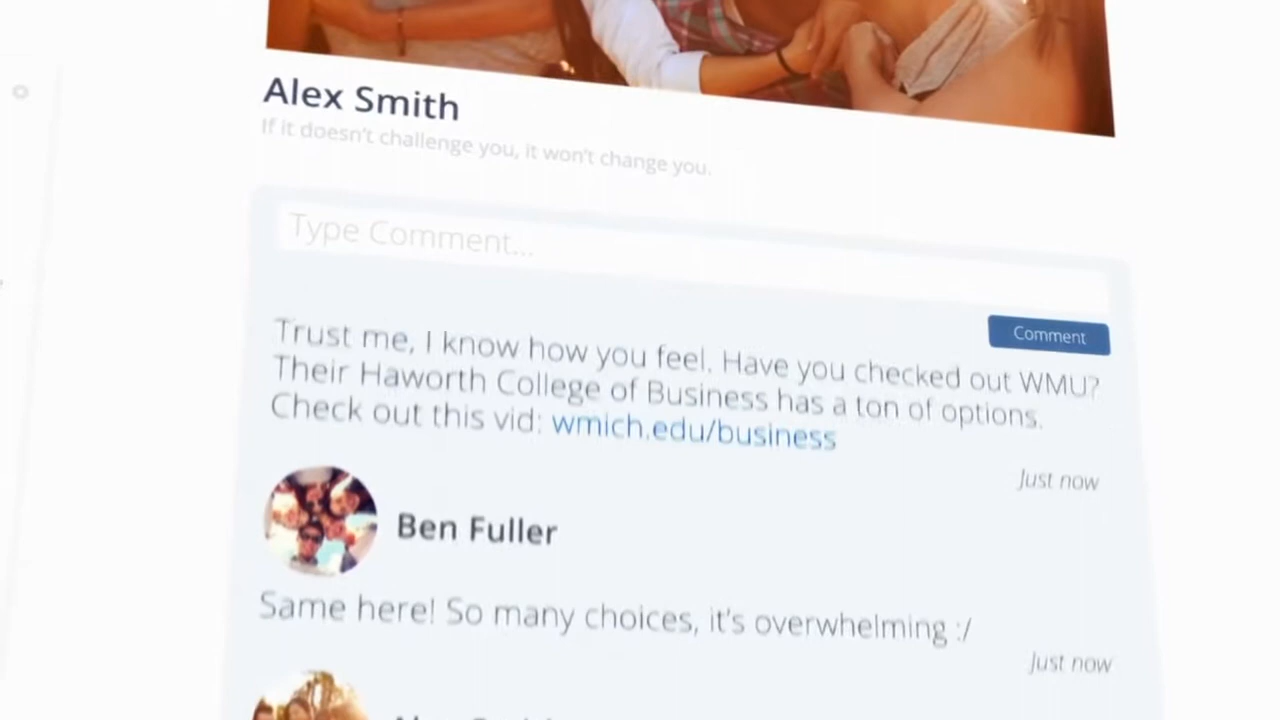 Alex Smith
If it doesn't challenge you, it won't change you.
Type Comment...
Comment
Trust me, I know how you feel. Have you checked out WMU?
Their Haworth College of Business has a ton of options.
Check out this vid: wmich.edu/business
Just now
Ben Fuller
Same here! So many choices, it's overwhelming :/
Just now